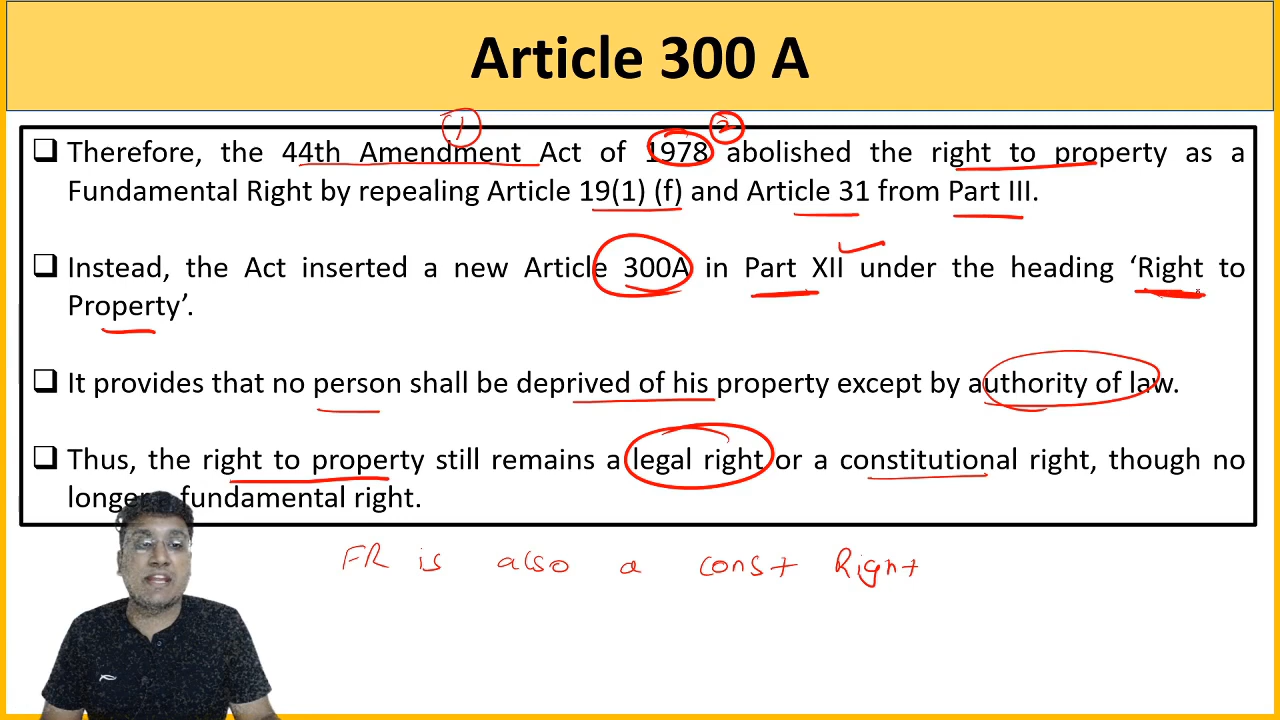 Article 300 A
1 2
❑ Therefore, the 44th Amendment Act of 1978 abolished the right to property as a
Fundamental Right by repealing Article 19(1) (f) and Article 31 from Part III.
❑ Instead, the Act inserted a new Article 300A in Part XII under the heading ‘Right to
Property’.
❑ It provides that no person shall be deprived of his property except by authority of law.
❑ Thus, the right to property still remains a legal right or a constitutional right, though no
longer a fundamental right.
FR is also a const Right